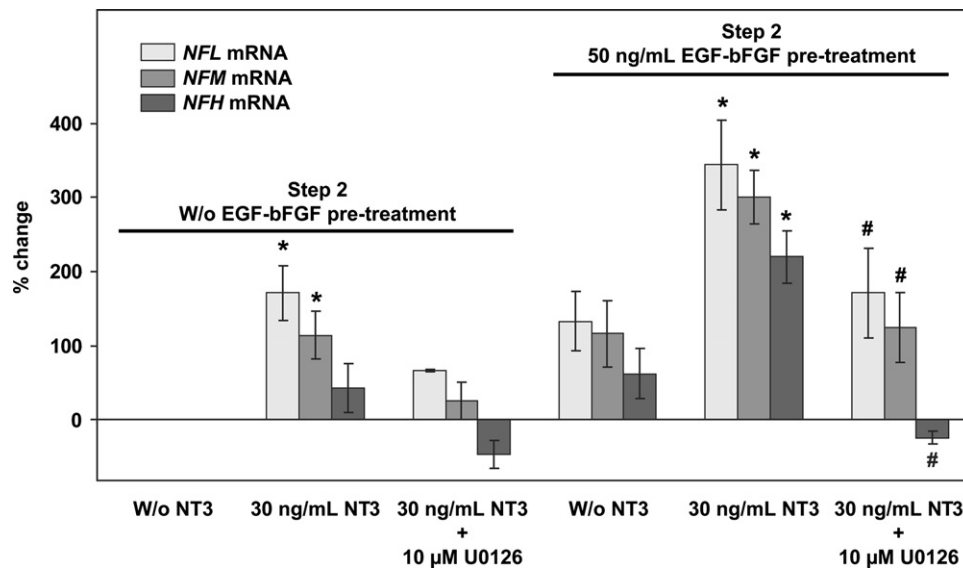 NFL mRNA
NFM mRNA
NFH mRNA
Step 2
50 ng/mL EGF-bFGF pre-treatment
Step 2
W/o EGF-bFGF pre-treatment
% change
400
300
200
100
0
*
*
*
*
*
#
#
#
W/o NT3
30 ng/mL NT3
30 ng/mL NT3
+
10 µM U0126
W/o NT3
30 ng/mL NT3
30 ng/mL NT3
+
10 µM U0126